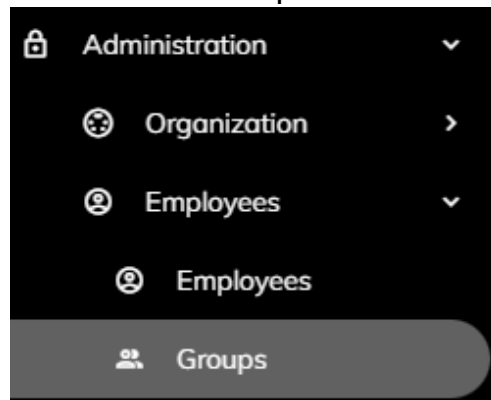 Administration
Organization
Employees
Employees
Groups